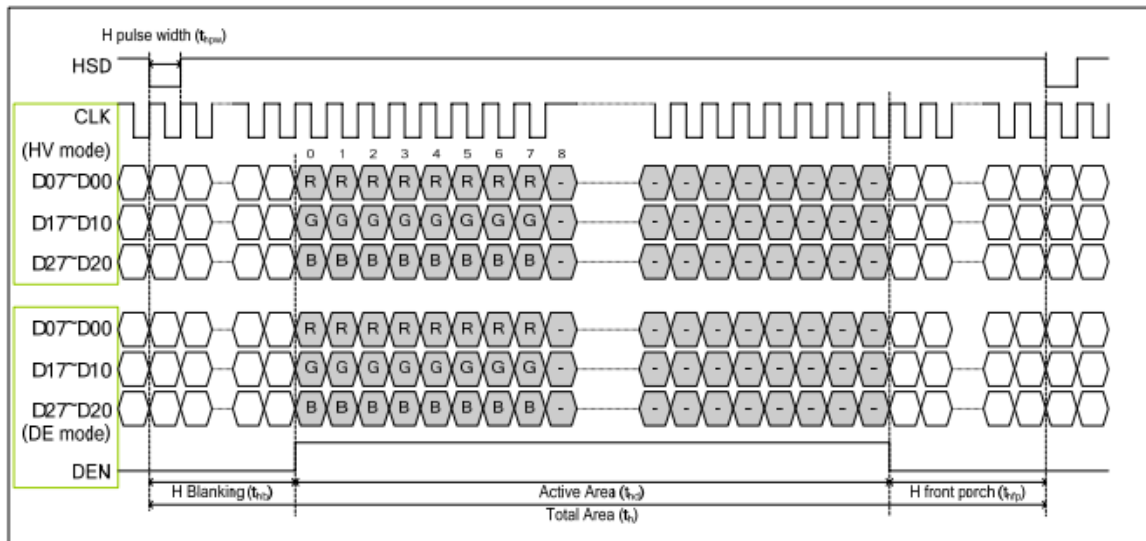 H pulse width (thpw)
HSD
CLK
(HV mode)
0 1 2 3 4 5 6 7 8
D07~D00 R R R R R R R R - - - - - - - - -
D17~D10 G G G G G G G G - - - - - - - - -
D27~D20 B B B B B B B B - - - - - - - - -
D07~D00 R R R R R R R R - - - - - - - - -
D17~D10 G G G G G G G G - - - - - - - - -
D27~D20 B B B B B B B B - - - - - - - - -
(DE mode)
DEN
H Blanking (thb) Active Area (thd) H front porch (thfp)
Total Area (th)